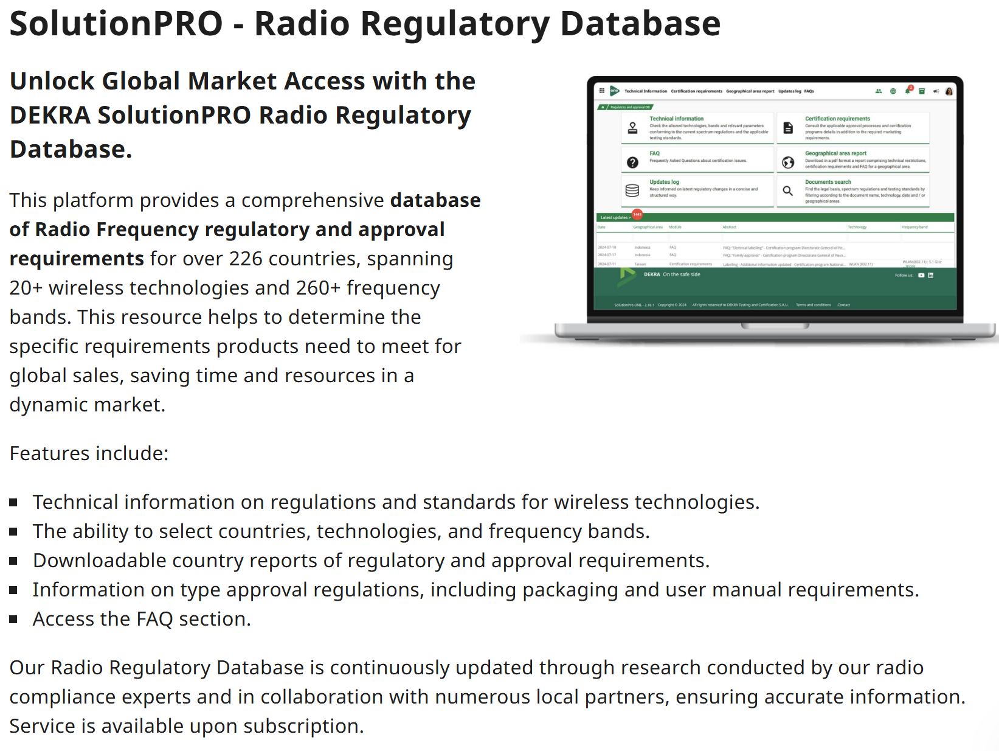 SolutionPRO - Radio Regulatory Database
Unlock Global Market Access with the
DEKRA SolutionPRO Radio Regulatory
Database.
This platform provides a comprehensive database
of Radio Frequency regulatory and approval
requirements for over 226 countries, spanning
20+ wireless technologies and 260+ frequency
bands. This resource helps to determine the
specific requirements products need to meet for
global sales, saving time and resources in a
dynamic market.
one Technical Information Certification requirements Geographical area report Updates log FAQs 2
Regulatory and approval DB
Technical information
Check the allowed technologies, bands and relevant parameters
conforming to the current spectrum regulations and the applicable
testing standards.
Certification requirements
Consult the applicable approval processes and certification
programs details in addition to the required marketing
requirements.
FAQ
Frequently Asked Questions about certification issues.
Geographical area report
Download in a pdf format a report comprising technical restrictions,
certification requirements and FAQ for a geographical area.
Updates log
Keep informed on latest regulatory changes in a concise and
structured way.
Documents search
Find the legal basis, spectrum regulations and testing standards by
filtering according to the document name, technology, date and / or
geographical areas.
Latest updates > 1445
Date Geographical area Module Abstract Technology Frequency band
2024-07-18 Indonesia FAQ FAQ: "Electrical labelling" - Certification program Directorate General of Re...
2024-07-17 Indonesia FAQ FAQ: "Family approval" - Certification program Directorate General of Reso...
2024-07-11 Taiwan Certification requirements Labelling - Additional information updated - Certification program National... WLAN (802.11) WLAN (802.11) : 5.1 GHz
...more
DEKRA On the safe side Follow us:
SolutionPro ONE - 2.18.1 Copyright © 2024 All rights reserved to DEKRA Testing and Certification S.A.U. Terms and conditions Contact
Features include:
Technical information on regulations and standards for wireless technologies.
The ability to select countries, technologies, and frequency bands.
Downloadable country reports of regulatory and approval requirements.
Information on type approval regulations, including packaging and user manual requirements.
Access the FAQ section.
Our Radio Regulatory Database is continuously updated through research conducted by our radio
compliance experts and in collaboration with numerous local partners, ensuring accurate information.
Service is available upon subscription.